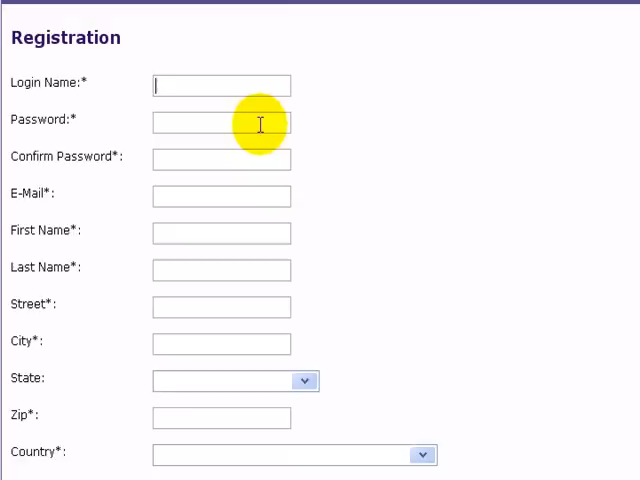 Registration
Login Name:*
Password:*
Confirm Password*:
E-Mail*:
First Name*:
Last Name*:
Street*:
City*:
State:
Zip*:
Country*: